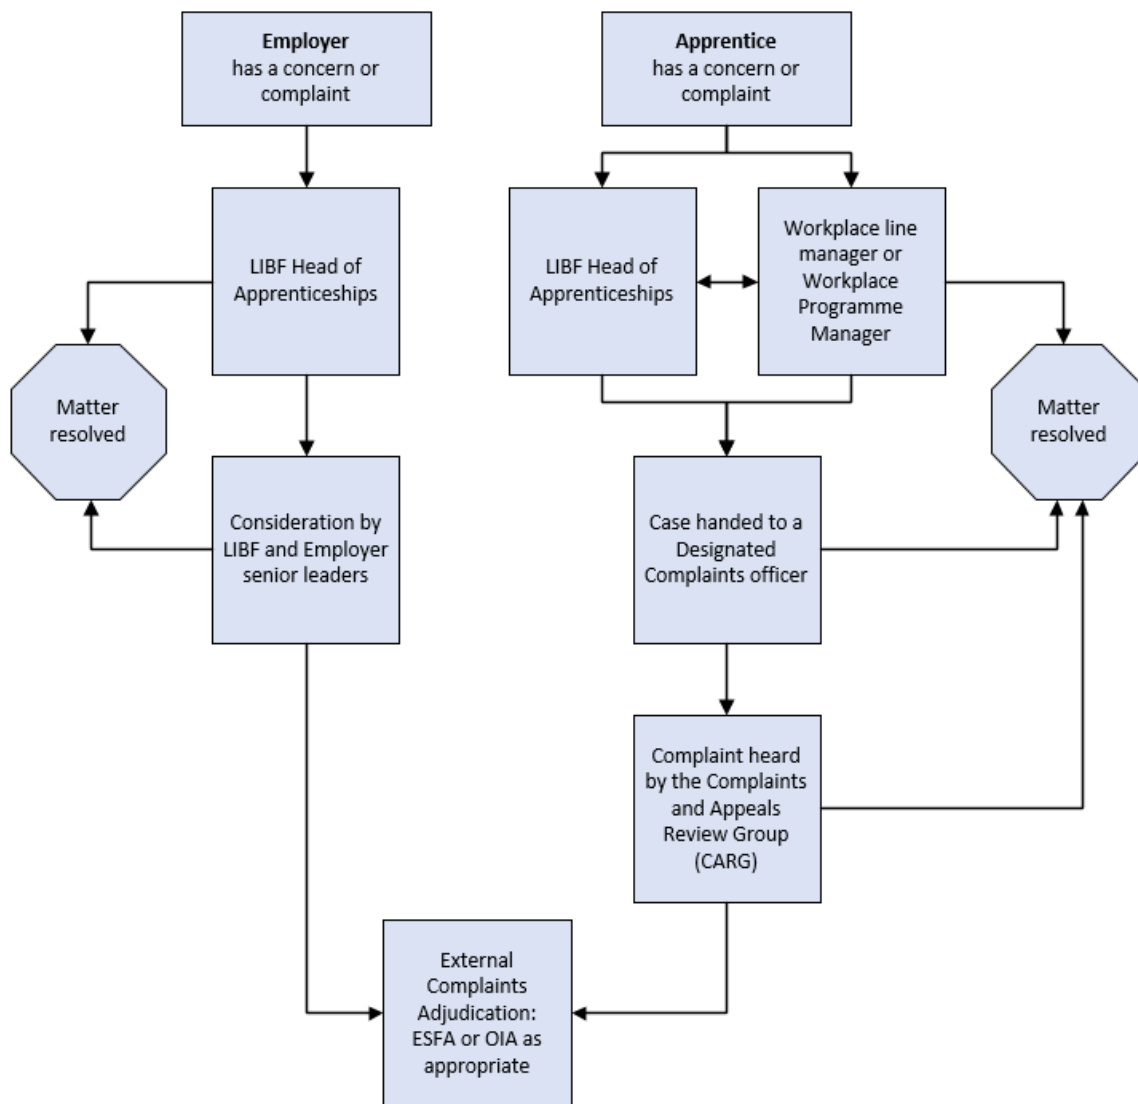 Employer
has a concern or
complaint
Apprentice
has a concern or
complaint
LIBF Head of
Apprenticeships
LIBF Head of
Apprenticeships
Workplace line
manager or
Workplace
Programme
Manager
Matter
resolved
Matter
resolved
Consideration by
LIBF and Employer
senior leaders
Case handed to a
Designated
Complaints officer
Complaint heard
by the Complaints
and Appeals
Review Group
(CARG)
External
Complaints
Adjudication:
ESFA or OIA as
appropriate